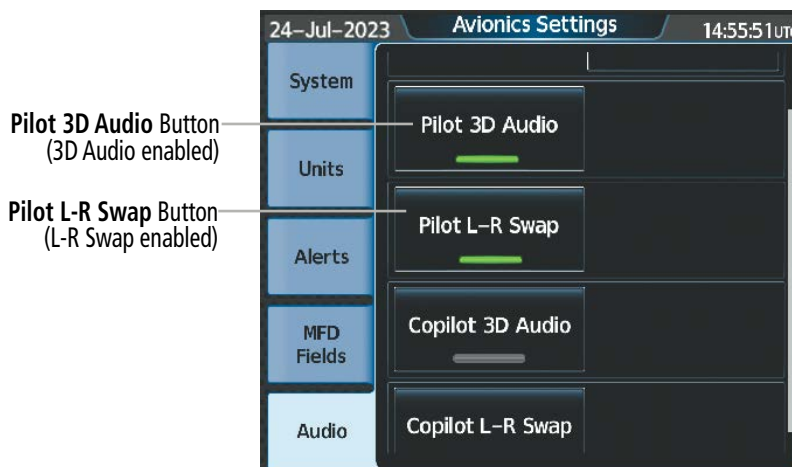 24–Jul–2023
Avionics Settings
14:55:51UTC
System
Units
Alerts
MFD
Fields
Audio
Pilot 3D Audio
Pilot L–R Swap
Copilot 3D Audio
Copilot L–R Swap
Pilot 3D Audio Button
(3D Audio enabled)
Pilot L-R Swap Button
(L-R Swap enabled)